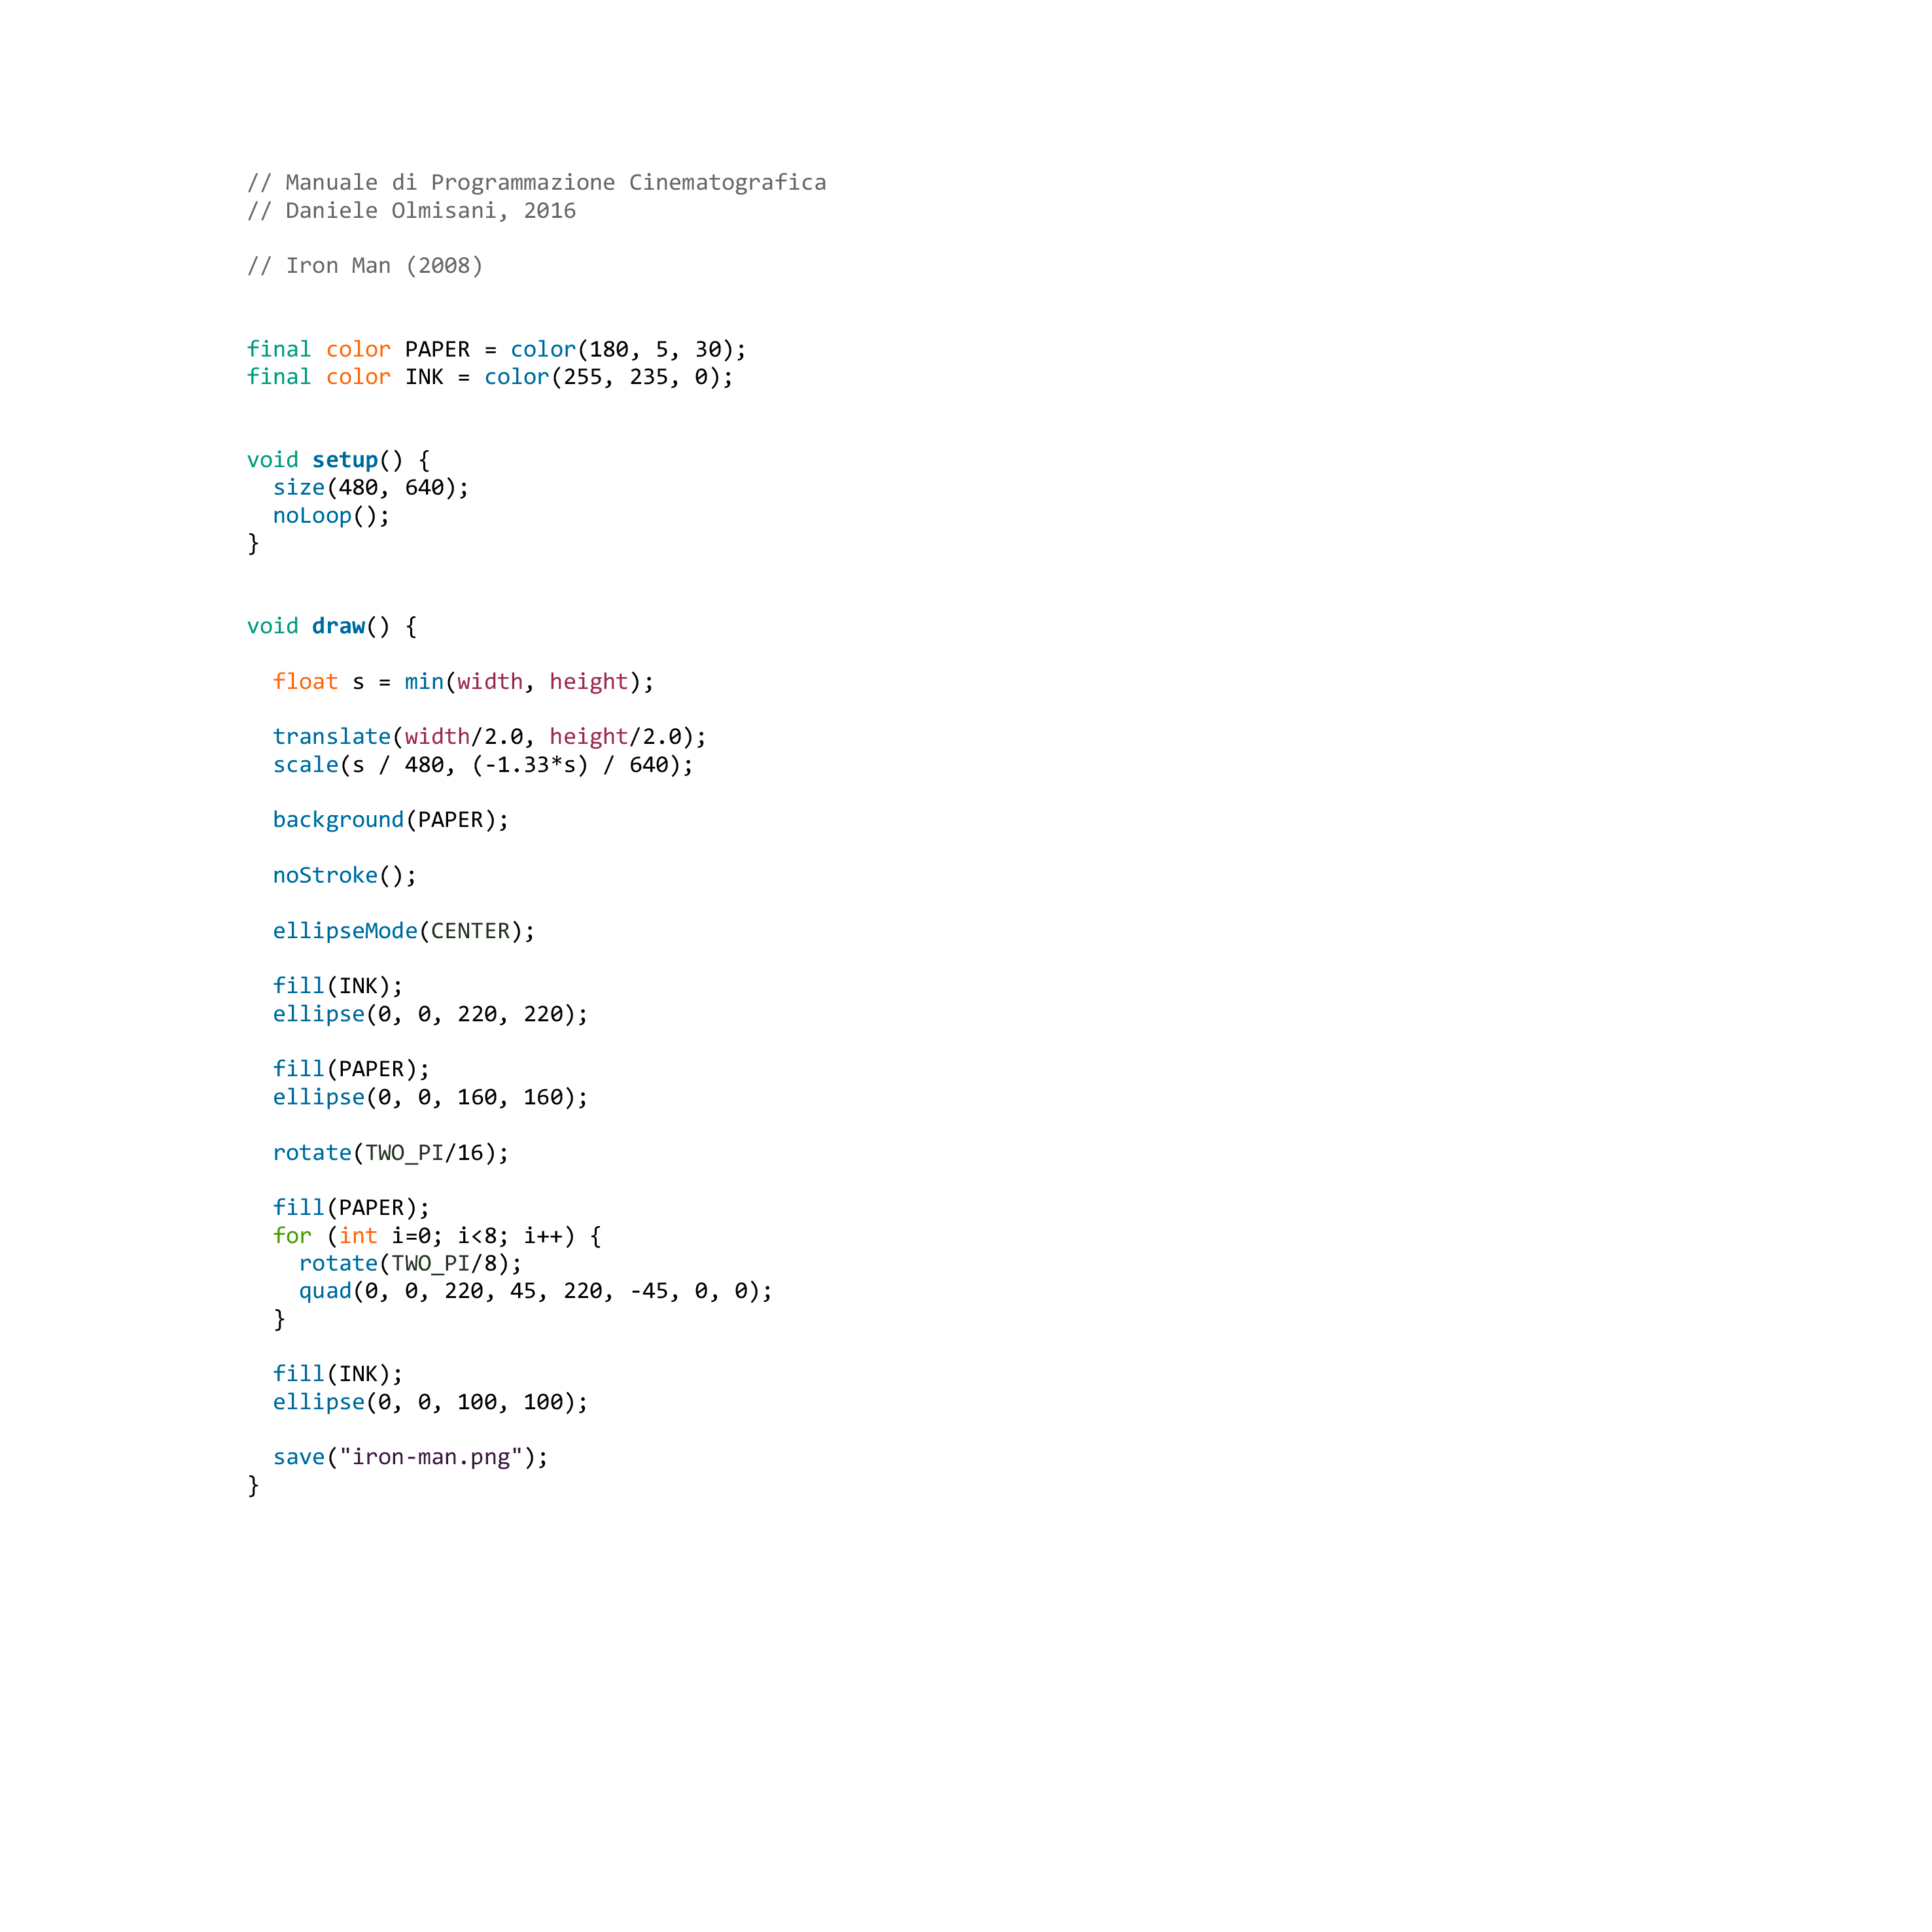 // Manuale di Programmazione Cinematografica
// Daniele Olmisani, 2016

// Iron Man (2008)


final color PAPER = color(180, 5, 30);
final color INK = color(255, 235, 0);


void setup() {
  size(480, 640);
  noLoop();
}


void draw() {

  float s = min(width, height);

  translate(width/2.0, height/2.0);
  scale(s / 480, (-1.33*s) / 640);

  background(PAPER);

  noStroke();

  ellipseMode(CENTER);

  fill(INK);
  ellipse(0, 0, 220, 220);

  fill(PAPER);
  ellipse(0, 0, 160, 160);

  rotate(TWO_PI/16);

  fill(PAPER);
  for (int i=0; i<8; i++) {
    rotate(TWO_PI/8);
    quad(0, 0, 220, 45, 220, -45, 0, 0);
  }

  fill(INK);
  ellipse(0, 0, 100, 100);

  save("iron-man.png");
}